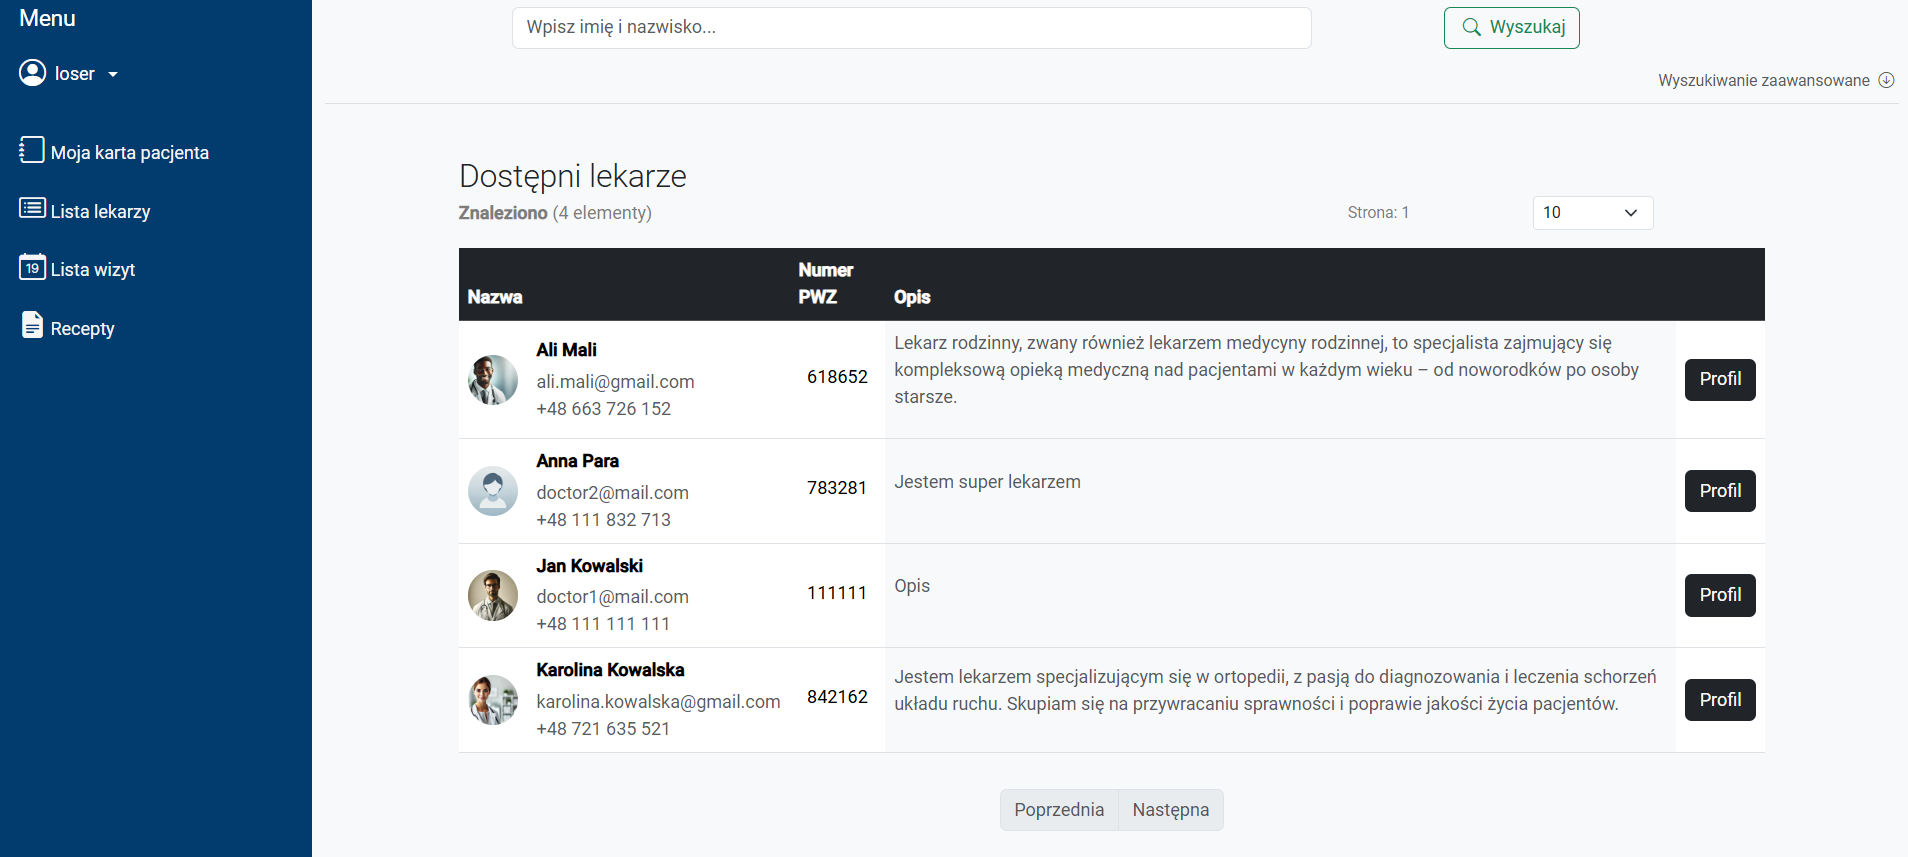 Menu
loser
Moja karta pacjenta
Lista lekarzy
19 Lista wizyt
Recepty
Wpisz imię i nazwisko...
Wyszukaj
Wyszukiwanie zaawansowane
Dostępni lekarze
Znaleziono (4 elementy)
Strona: 1
10
Nazwa
Numer
PWZ
Opis
Ali Mali
ali.mali@gmail.com
+48 663 726 152
618652
Lekarz rodzinny, zwany również lekarzem medycyny rodzinnej, to specjalista zajmujący się
kompleksową opieką medyczną nad pacjentami w każdym wieku – od noworodków po osoby
starsze.
Profil
Anna Para
doctor2@mail.com
+48 111 832 713
783281
Jestem super lekarzem
Profil
Jan Kowalski
doctor1@mail.com
+48 111 111 111
111111
Opis
Profil
Karolina Kowalska
karolina.kowalska@gmail.com
+48 721 635 521
842162
Jestem lekarzem specjalizującym się w ortopedii, z pasją do diagnozowania i leczenia schorzeń
układu ruchu. Skupiam się na przywracaniu sprawności i poprawie jakości życia pacjentów.
Profil
Poprzednia
Następna